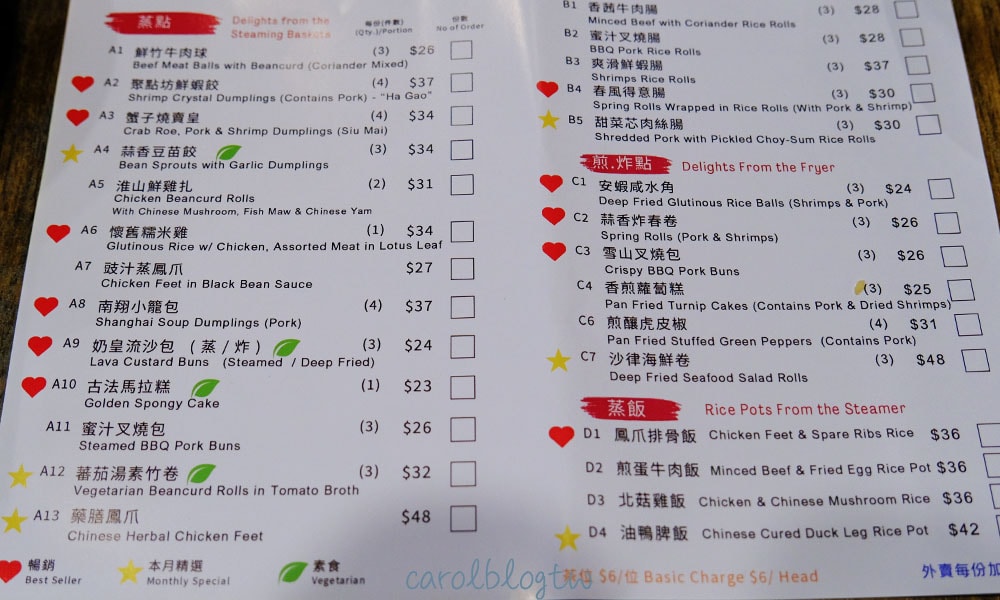 蒸點 Delights from the Steaming Baskets
每份(件數) (Qty.)/Portion
份數 No of Order
A1 鮮竹牛肉球 (3) $26
Beef Meat Balls with Beancurd (Coriander Mixed)
A2 聚點坊鮮蝦餃 (4) $37
Shrimp Crystal Dumplings (Contains Pork) - "Ha Gao"
A3 蟹子燒賣皇 (4) $34
Crab Roe, Pork & Shrimp Dumplings (Siu Mai)
A4 蒜香豆苗餃 (3) $34
Bean Sprouts with Garlic Dumplings
A5 淮山鮮雞扎 (2) $31
Chicken Beancurd Rolls
With Chinese Mushroom, Fish Maw & Chinese Yam
A6 懷舊糯米雞 (1) $34
Glutinous Rice w/ Chicken, Assorted Meat in Lotus Leaf
A7 豉汁蒸鳳爪 $27
Chicken Feet in Black Bean Sauce
A8 南翔小籠包 (4) $37
Shanghai Soup Dumplings (Pork)
A9 奶皇流沙包 (蒸/炸) (3) $24
Lava Custard Buns (Steamed / Deep Fried)
A10 古法馬拉糕 (1) $23
Golden Spongy Cake
A11 蜜汁叉燒包 (3) $26
Steamed BBQ Pork Buns
A12 蕃茄湯素竹卷 (3) $32
Vegetarian Beancurd Rolls in Tomato Broth
A13 藥膳鳳爪 $48
Chinese Herbal Chicken Feet
暢銷 Best Seller
本月精選 Monthly Special
素食 Vegetarian
B1 香茜牛肉腸 (3) $28
Minced Beef with Coriander Rice Rolls
B2 蜜汁叉燒腸 (3) $28
BBQ Pork Rice Rolls
B3 爽滑鮮蝦腸 (3) $37
Shrimps Rice Rolls
B4 春風得意腸 (3) $30
Spring Rolls Wrapped in Rice Rolls (With Pork & Shrimp)
B5 甜菜芯肉絲腸 (3) $30
Shredded Pork with Pickled Choy-Sum Rice Rolls
煎.炸點 Delights From the Fryer
C1 安蝦咸水角 (3) $24
Deep Fried Glutinous Rice Balls (Shrimps & Pork)
C2 蒜香炸春卷 (3) $26
Spring Rolls (Pork & Shrimps)
C3 雪山叉燒包 (3) $26
Crispy BBQ Pork Buns
C4 香煎蘿蔔糕 (3) $25
Pan Fried Turnip Cakes (Contains Pork & Dried Shrimps)
C6 煎釀虎皮椒 (4) $31
Pan Fried Stuffed Green Peppers (Contains Pork)
C7 沙律海鮮卷 (3) $48
Deep Fried Seafood Salad Rolls
蒸飯 Rice Pots From the Steamer
D1 鳳爪排骨飯 Chicken Feet & Spare Ribs Rice $36
D2 煎蛋牛肉飯 Minced Beef & Fried Egg Rice Pot $36
D3 北菇雞飯 Chicken & Chinese Mushroom Rice $36
D4 油鴨脾飯 Chinese Cured Duck Leg Rice Pot $42
茶位 $6/位 Basic Charge $6/ Head
外賣每份加
carolblogtw